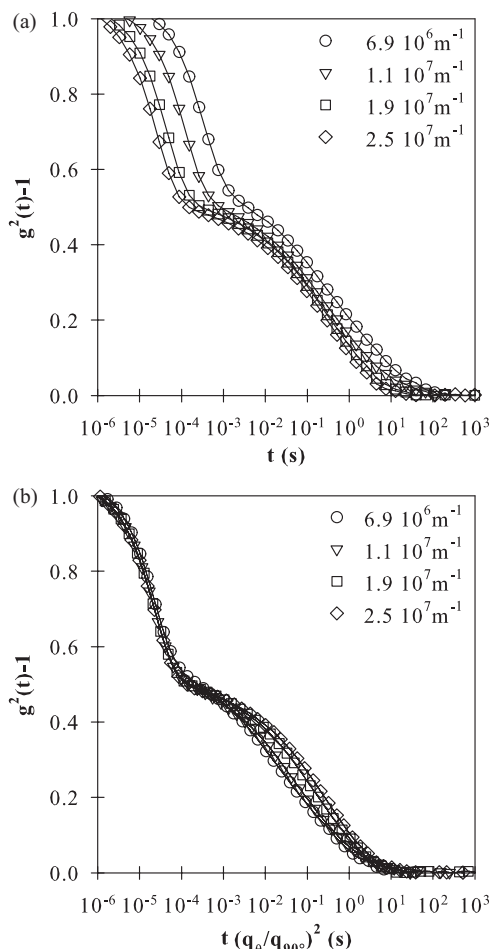 (a)
1.0
0.8
0.6
0.4
0.2
0.0
g²(t)-1
6.9 10⁶m⁻¹
1.1 10⁷m⁻¹
1.9 10⁷m⁻¹
2.5 10⁷m⁻¹
10⁻⁶ 10⁻⁵ 10⁻⁴ 10⁻³ 10⁻² 10⁻¹ 10⁰ 10¹ 10² 10³
t (s)
(b)
1.0
0.8
0.6
0.4
0.2
0.0
g²(t)-1
6.9 10⁶m⁻¹
1.1 10⁷m⁻¹
1.9 10⁷m⁻¹
2.5 10⁷m⁻¹
10⁻⁶ 10⁻⁵ 10⁻⁴ 10⁻³ 10⁻² 10⁻¹ 10⁰ 10¹ 10² 10³
t (q_θ/q_90°)² (s)